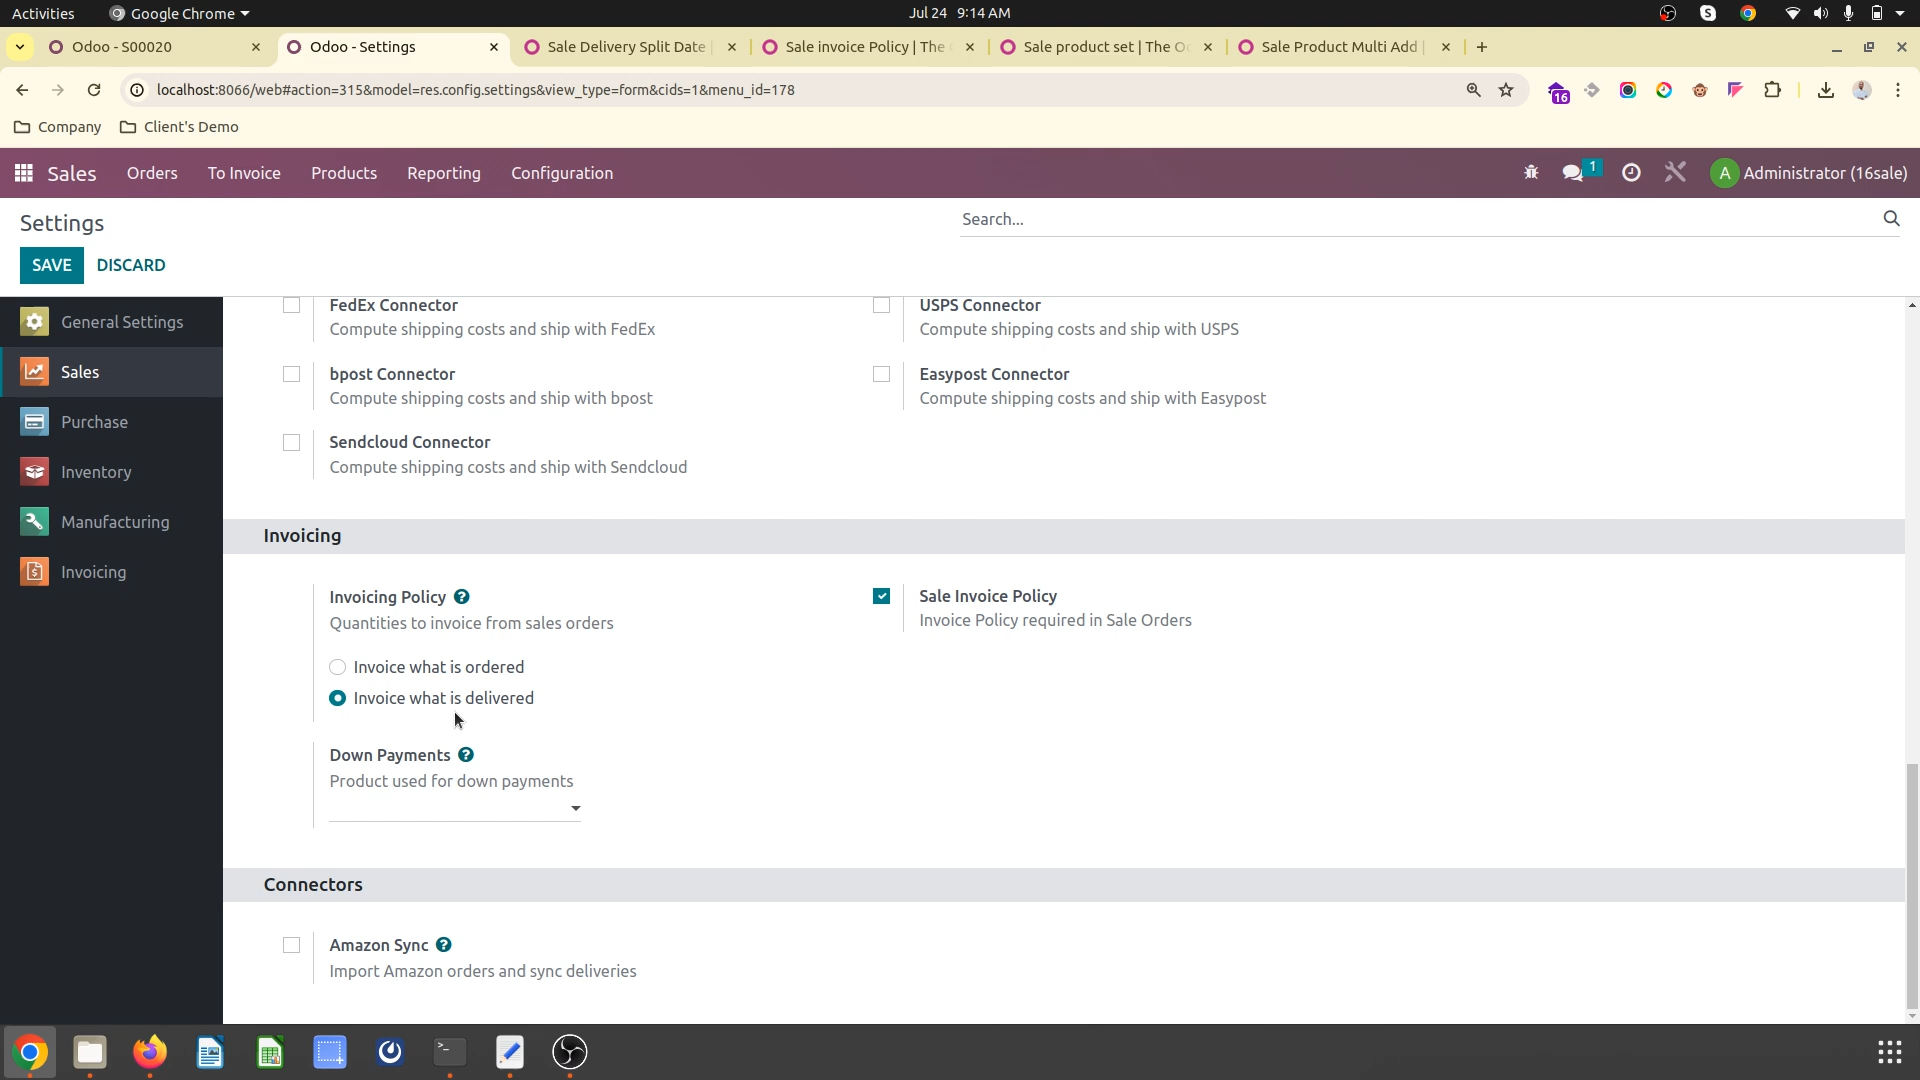 Activities
Google Chrome
Jul 24 9:14 AM
Odoo - S00020
Odoo - Settings
Sale Delivery Split Date
Sale invoice Policy | The
Sale product set | The O
Sale Product Multi Add
localhost:8066/web#action=315&model=res.config.settings&view_type=form&cids=1&menu_id=178
16
Company
Client's Demo
Sales
Orders
To Invoice
Products
Reporting
Configuration
1
A
Administrator (16sale)
Settings
Search...
SAVE
DISCARD
General Settings
Sales
Purchase
Inventory
Manufacturing
Invoicing
FedEx Connector
Compute shipping costs and ship with FedEx
USPS Connector
Compute shipping costs and ship with USPS
bpost Connector
Compute shipping costs and ship with bpost
Easypost Connector
Compute shipping costs and ship with Easypost
Sendcloud Connector
Compute shipping costs and ship with Sendcloud
Invoicing
Invoicing Policy
Quantities to invoice from sales orders
Invoice what is ordered
Invoice what is delivered
Sale Invoice Policy
Invoice Policy required in Sale Orders
Down Payments
Product used for down payments
Connectors
Amazon Sync
Import Amazon orders and sync deliveries